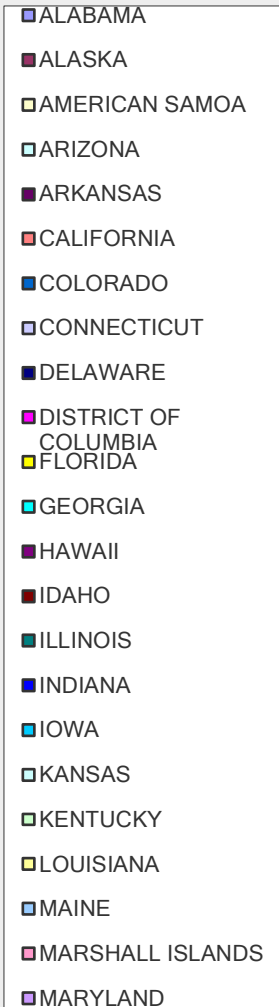 ALABAMA
ALASKA
AMERICAN SAMOA
ARIZONA
ARKANSAS
CALIFORNIA
COLORADO
CONNECTICUT
DELAWARE
DISTRICT OF
COLUMBIA
FLORIDA
GEORGIA
HAWAII
IDAHO
ILLINOIS
INDIANA
IOWA
KANSAS
KENTUCKY
LOUISIANA
MAINE
MARSHALL ISLANDS
MARYLAND